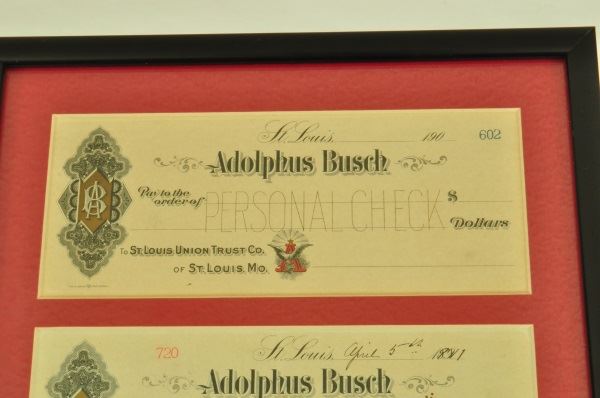 St. Louis, 190 602
Adolphus Busch
Pay to the order of PERSONAL CHECK $
Dollars
To St. Louis Union Trust Co.
of St. Louis, Mo.
720 St. Louis, April 5th
Adolphus Busch